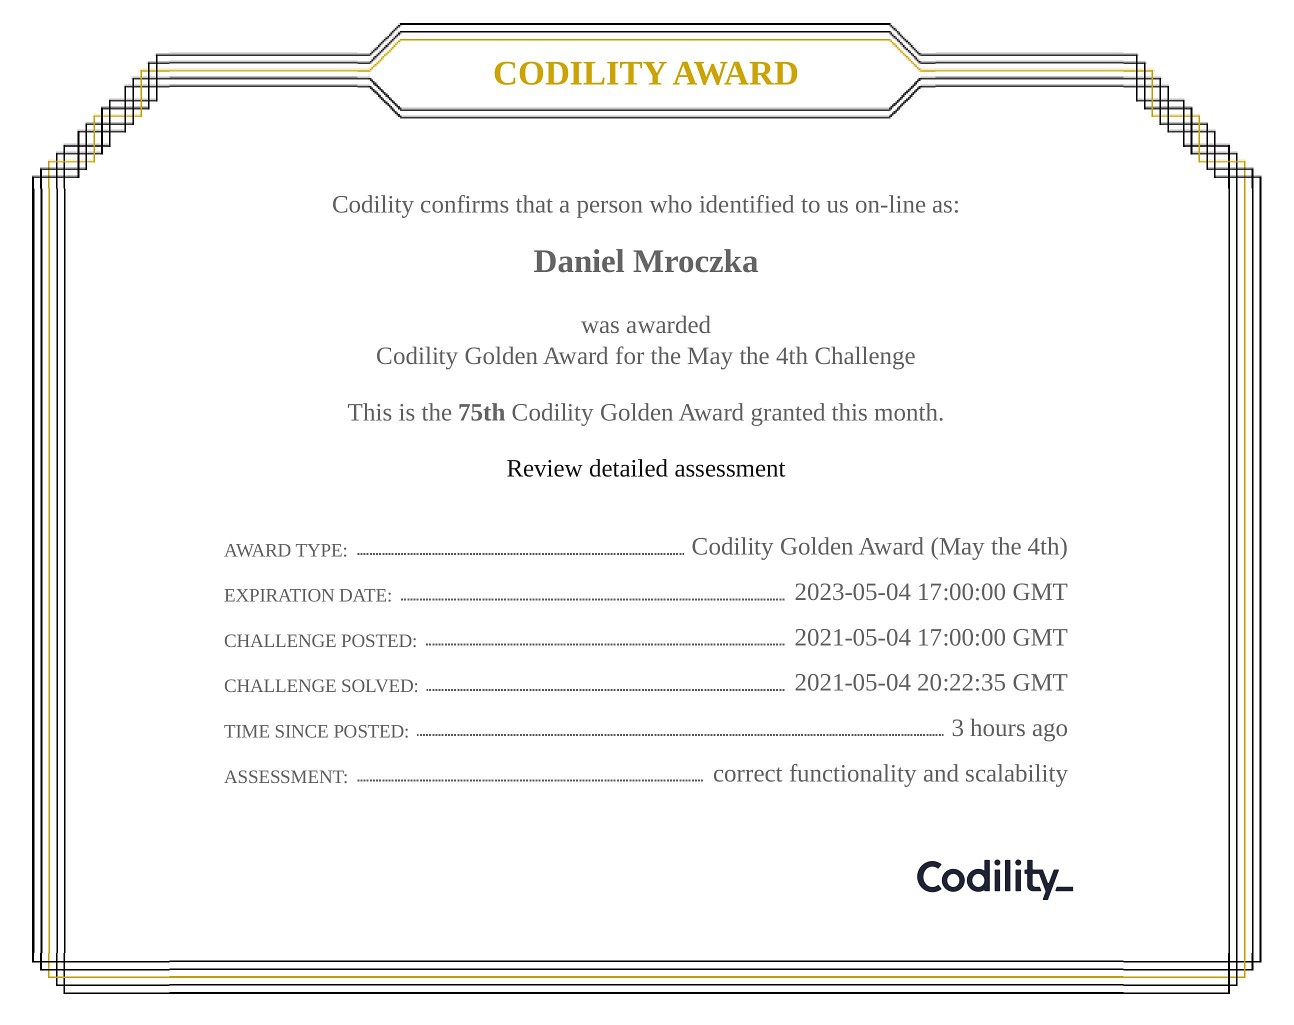 CODILITY AWARD
Codility confirms that a person who identified to us on-line as:
Daniel Mroczka
was awarded
Codility Golden Award for the May the 4th Challenge
This is the 75th Codility Golden Award granted this month.
Review detailed assessment
AWARD TYPE: Codility Golden Award (May the 4th)
EXPIRATION DATE: 2023-05-04 17:00:00 GMT
CHALLENGE POSTED: 2021-05-04 17:00:00 GMT
CHALLENGE SOLVED: 2021-05-04 20:22:35 GMT
TIME SINCE POSTED: 3 hours ago
ASSESSMENT: correct functionality and scalability
Codility_